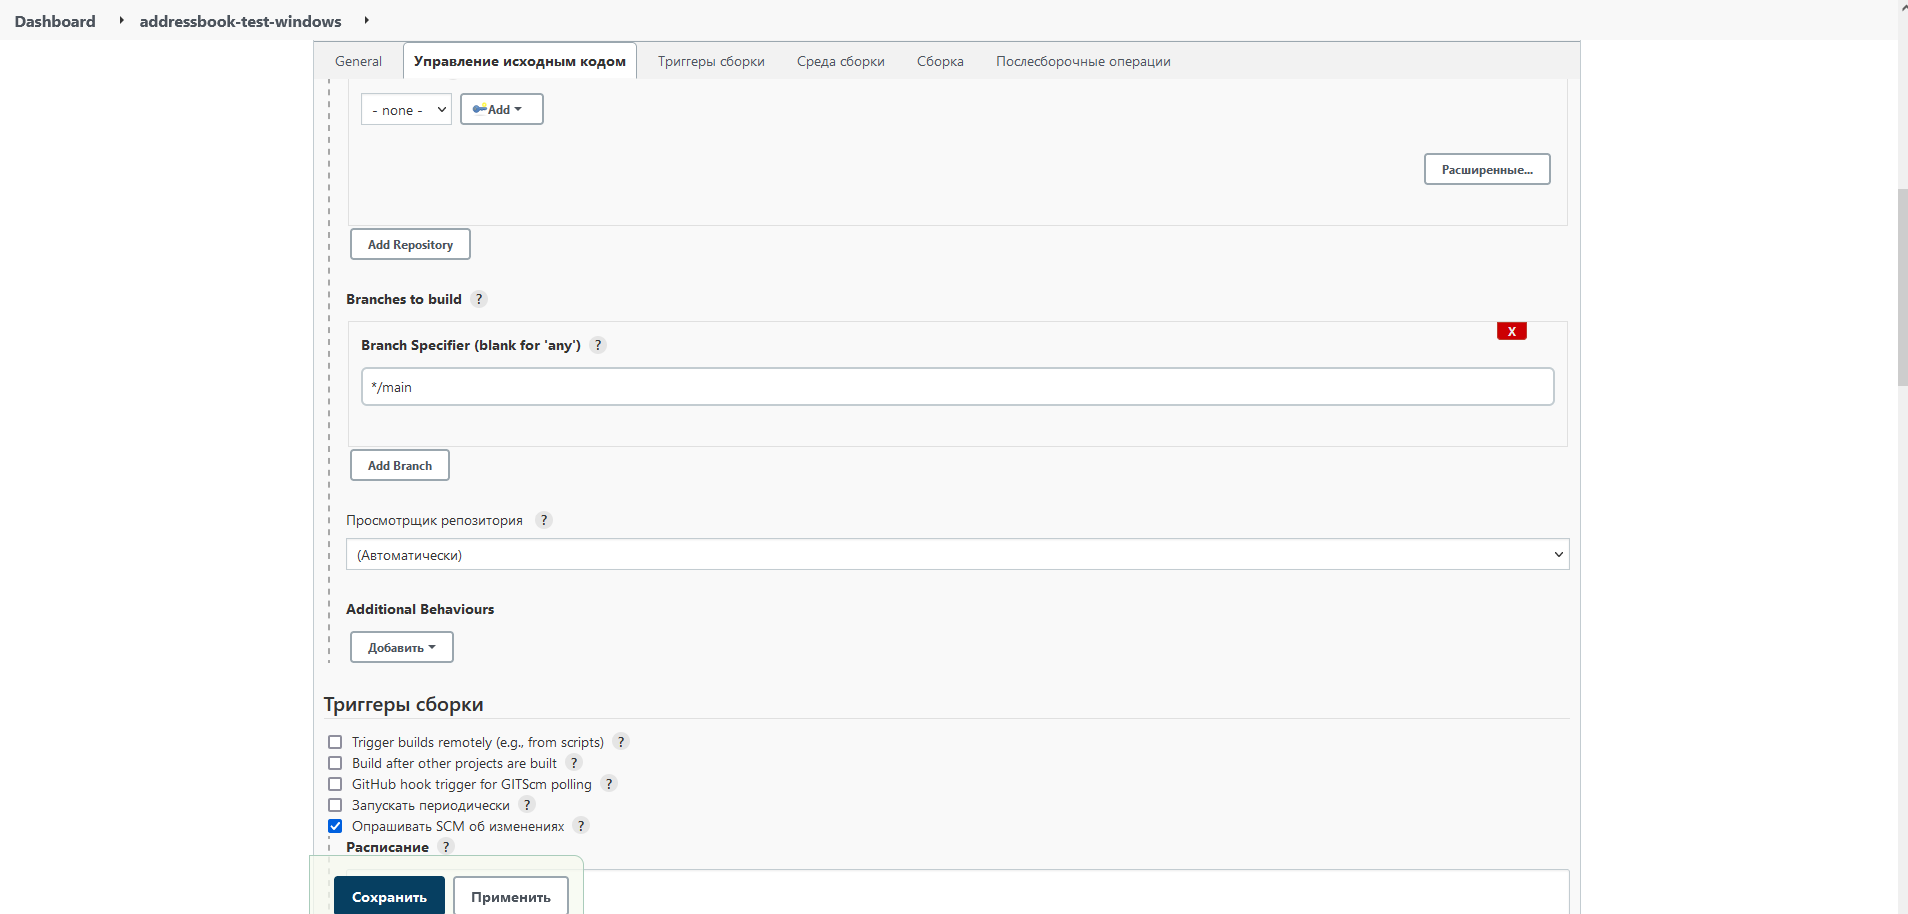 Dashboard addressbook-test-windows
General Управление исходным кодом Триггеры сборки Среда сборки Сборка Послесборочные операции
- none - Add
Расширенные...
Add Repository
Branches to build ?
X
Branch Specifier (blank for 'any') ?
*/main
Add Branch
Просмотрщик репозитория ?
(Автоматически)
Additional Behaviours
Добавить
Триггеры сборки
Trigger builds remotely (e.g., from scripts) ?
Build after other projects are built ?
GitHub hook trigger for GITScm polling ?
Запускать периодически ?
Опрашивать SCM об изменениях ?
Расписание ?
Сохранить Применить